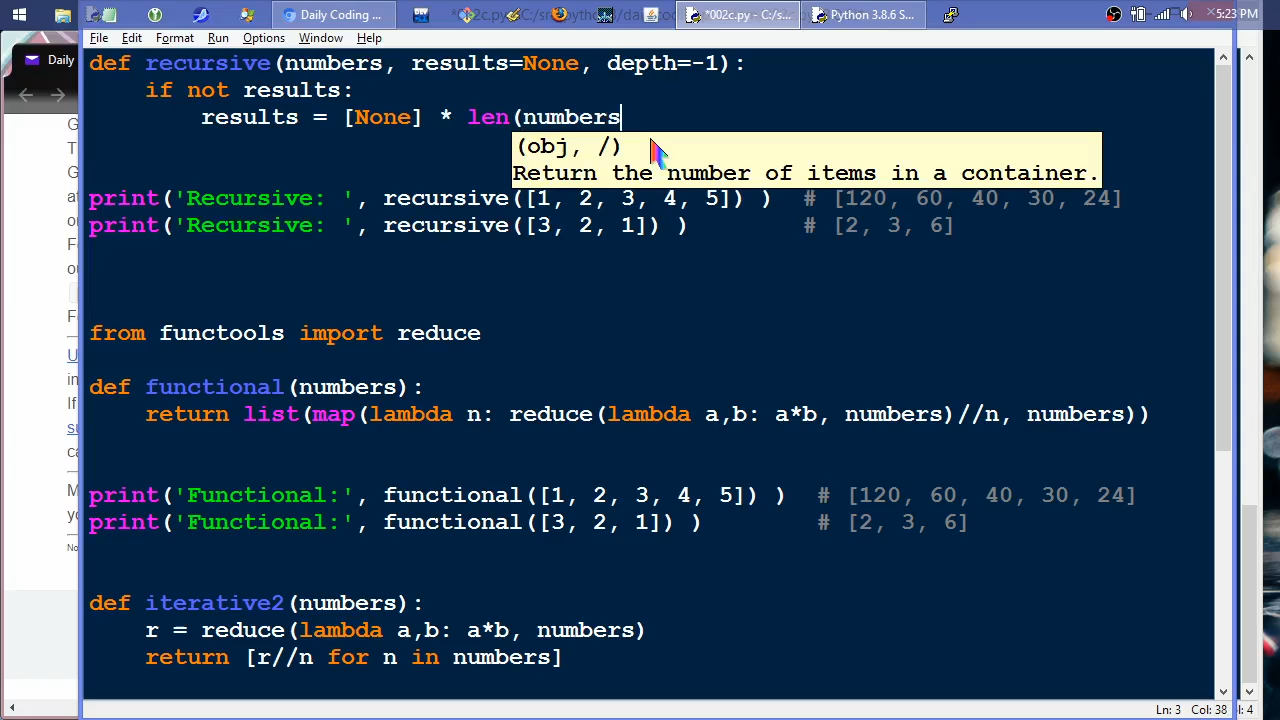 Daily Coding ...
*002c.py - C:/s...
Python 3.8.6 S...
5:23 PM
File Edit Format Run Options Window Help
Daily
def recursive(numbers, results=None, depth=-1):
if not results:
results = [None] * len(numbers
(obj, /)
Return the number of items in a container.
print('Recursive: ', recursive([1, 2, 3, 4, 5]) ) # [120, 60, 40, 30, 24]
print('Recursive: ', recursive([3, 2, 1]) ) # [2, 3, 6]
from functools import reduce
def functional(numbers):
return list(map(lambda n: reduce(lambda a,b: a*b, numbers)//n, numbers))
print('Functional:', functional([1, 2, 3, 4, 5]) ) # [120, 60, 40, 30, 24]
print('Functional:', functional([3, 2, 1]) ) # [2, 3, 6]
def iterative2(numbers):
r = reduce(lambda a,b: a*b, numbers)
return [r//n for n in numbers]
Ln: 3 Col: 38